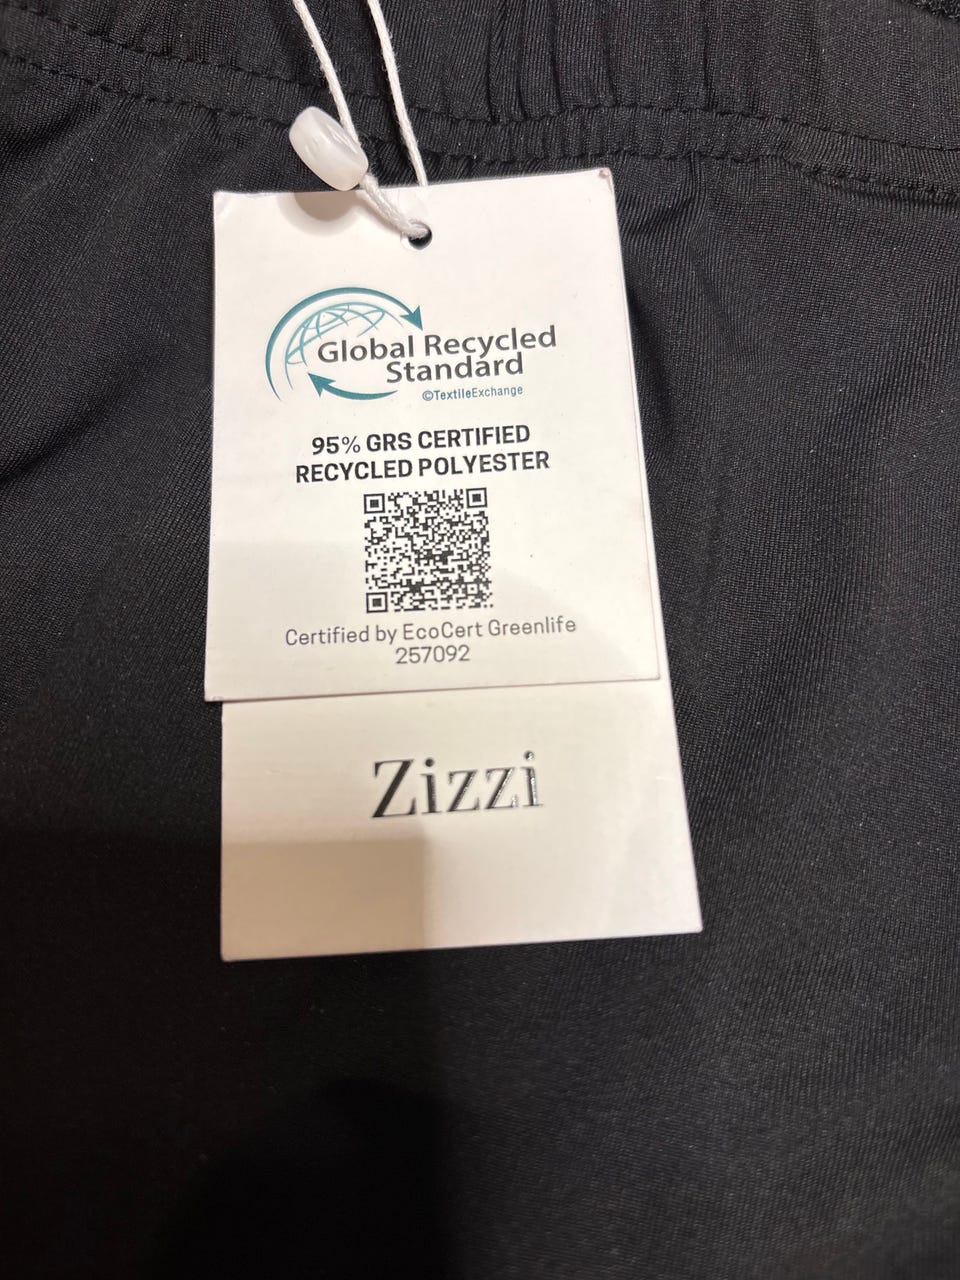 Global Recycled
Standard
©TextileExchange
95% GRS CERTIFIED
RECYCLED POLYESTER
Certified by EcoCert Greenlife
257092
Zizzi